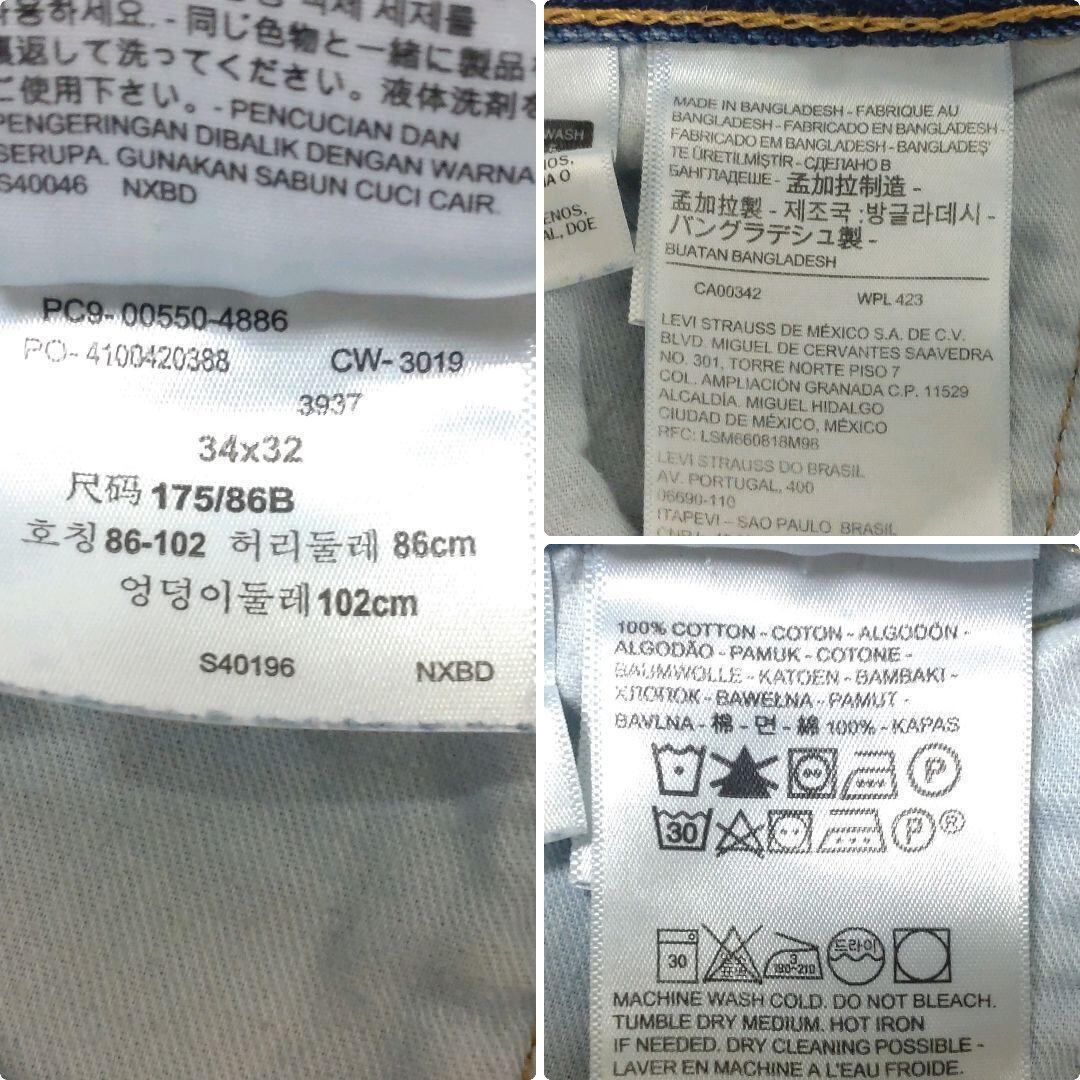 용하세요. - 同じ色物と一緒に製品
裏返して洗ってください。液体洗剤を
ご使用下さい。- PENCUCIAN DAN
PENGERINGAN DIBALIK DENGAN WARNA
SERUPA. GUNAKAN SABUN CUCI CAIR.
S40046 NXBD
PC9- 00550-4886
PO- 4100420388 CW- 3019
3937
34x32
尺码 175/86B
호칭 86-102 허리둘레 86cm
엉덩이둘레 102cm
S40196 NXBD
WASH
ENOS,
AL, DOE
MADE IN BANGLADESH - FABRIQUE AU
BANGLADESH - FABRICADO EN BANGLADESH -
FABRICADO EM BANGLADESH - BANGLADEŞ'
TE ÜRETİLMİŞTİR - СДЕЛАНО В
БАНГЛАДЕШЕ - 孟加拉制造 -
孟加拉製 - 제조국 :방글라데시 -
バングラデシュ製 -
BUATAN BANGLADESH
CA00342 WPL 423
LEVI STRAUSS DE MÉXICO S.A. DE C.V.
BLVD. MIGUEL DE CERVANTES SAAVEDRA
NO. 301, TORRE NORTE PISO 7
COL. AMPLIACIÓN GRANADA C.P. 11529
ALCALDÍA. MIGUEL HIDALGO
CIUDAD DE MÉXICO, MÉXICO
RFC: LSM660818M98
LEVI STRAUSS DO BRASIL
AV. PORTUGAL, 400
06690-110
ITAPEVI – SAO PAULO BRASIL
100% COTTON - COTON - ALGODÓN -
ALGODÃO - PAMUK - COTONE -
BAUMWOLLE - KATOEN - BAMBAKI -
ХЛОПОК - BAWEŁNA - PAMUT -
BAVLNA - 棉 - 면 - 綿 100% - KAPAS
P
30 P®
30 3 180-210 드라이
MACHINE WASH COLD. DO NOT BLEACH.
TUMBLE DRY MEDIUM. HOT IRON
IF NEEDED. DRY CLEANING POSSIBLE -
LAVER EN MACHINE A L'EAU FROIDE.